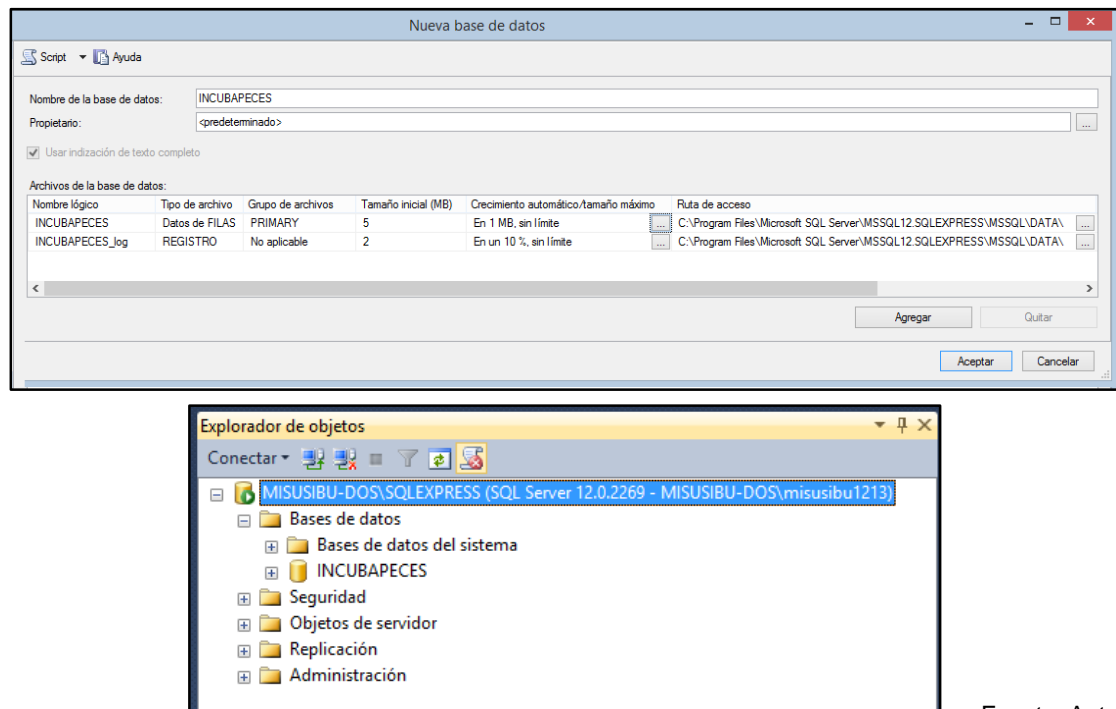 Nueva base de datos
Script Ayuda
Nombre de la base de datos: INCUBAPECES
Propietario: <predeterminado> ...
Usar indización de texto completo
Archivos de la base de datos:
Nombre lógico Tipo de archivo Grupo de archivos Tamaño inicial (MB) Crecimiento automático/tamaño máximo Ruta de acceso
INCUBAPECES Datos de FILAS PRIMARY 5 En 1 MB, sin límite ... C:\Program Files\Microsoft SQL Server\MSSQL12.SQLEXPRESS\MSSQL\DATA\ ...
INCUBAPECES_log REGISTRO No aplicable 2 En un 10 %, sin límite ... C:\Program Files\Microsoft SQL Server\MSSQL12.SQLEXPRESS\MSSQL\DATA\ ...
Agregar Quitar
Aceptar Cancelar
Explorador de objetos
Conectar
MISUSIBU-DOS\SQLEXPRESS (SQL Server 12.0.2269 - MISUSIBU-DOS\misusibu1213)
Bases de datos
Bases de datos del sistema
INCUBAPECES
Seguridad
Objetos de servidor
Replicación
Administración